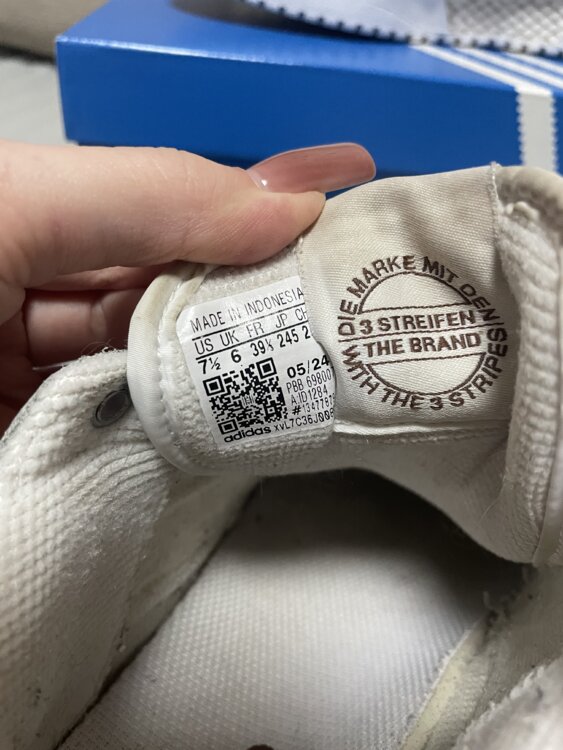 MADE IN INDONESIA
US UK FR JP CH
7½ 6 39⅓ 245
05/24
PBB 69800
adidas
DIE MARKE MIT DEN
3 STREIFEN
THE BRAND
WITH THE 3 STRIPES